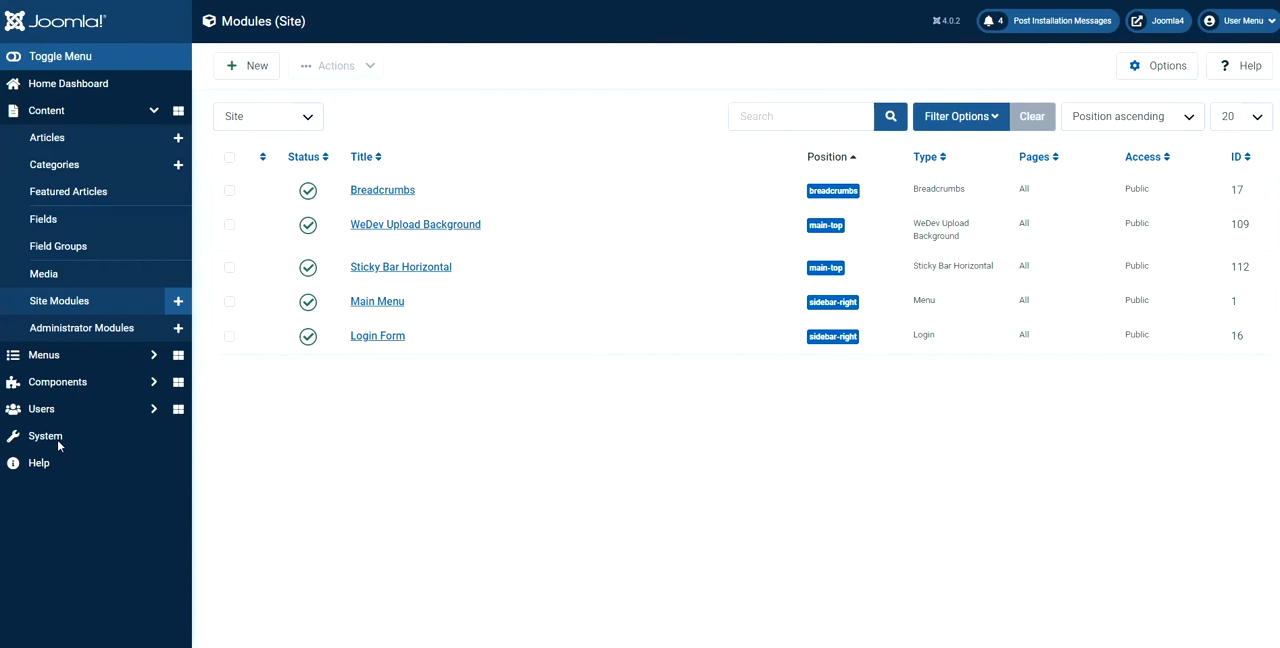 Joomla!®
Modules (Site)
4.0.2
4 Post Installation Messages
Joomla4
User Menu
Toggle Menu
Home Dashboard
Content
Articles
Categories
Featured Articles
Fields
Field Groups
Media
Site Modules
Administrator Modules
Menus
Components
Users
System
Help
New
Actions
Options
Help
Site
Search
Filter Options
Clear
Position ascending
20
Status Title Position Type Pages Access ID
Breadcrumbs breadcrumbs Breadcrumbs All Public 17
WeDev Upload Background main-top WeDev Upload All Public 109
Background
Sticky Bar Horizontal main-top Sticky Bar Horizontal All Public 112
Main Menu sidebar-right Menu All Public 1
Login Form sidebar-right Login All Public 16